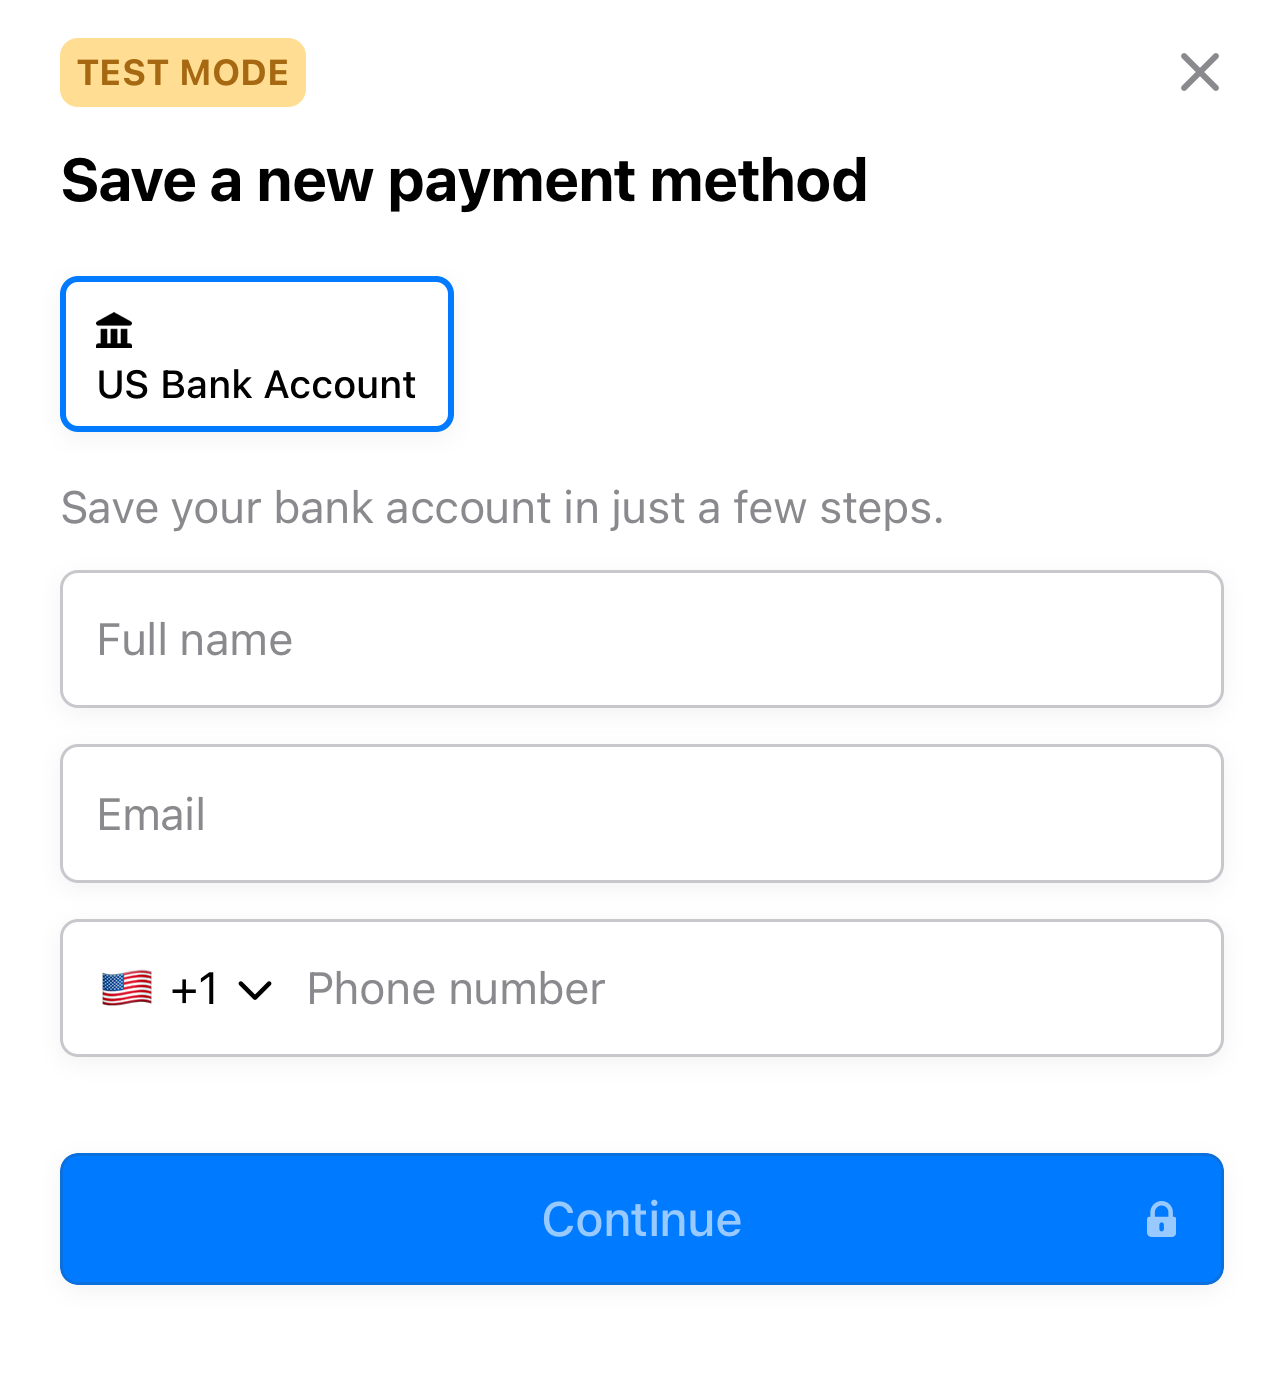 TEST MODE
Save a new payment method
US Bank Account
Save your bank account in just a few steps.
Full name
Email
+1 Phone number
Continue